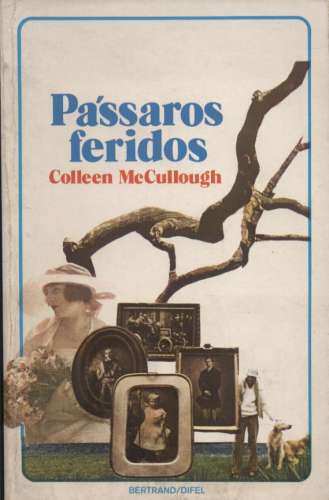 Pássaros
feridos
Colleen McCullough
BERTRAND/DIFEL